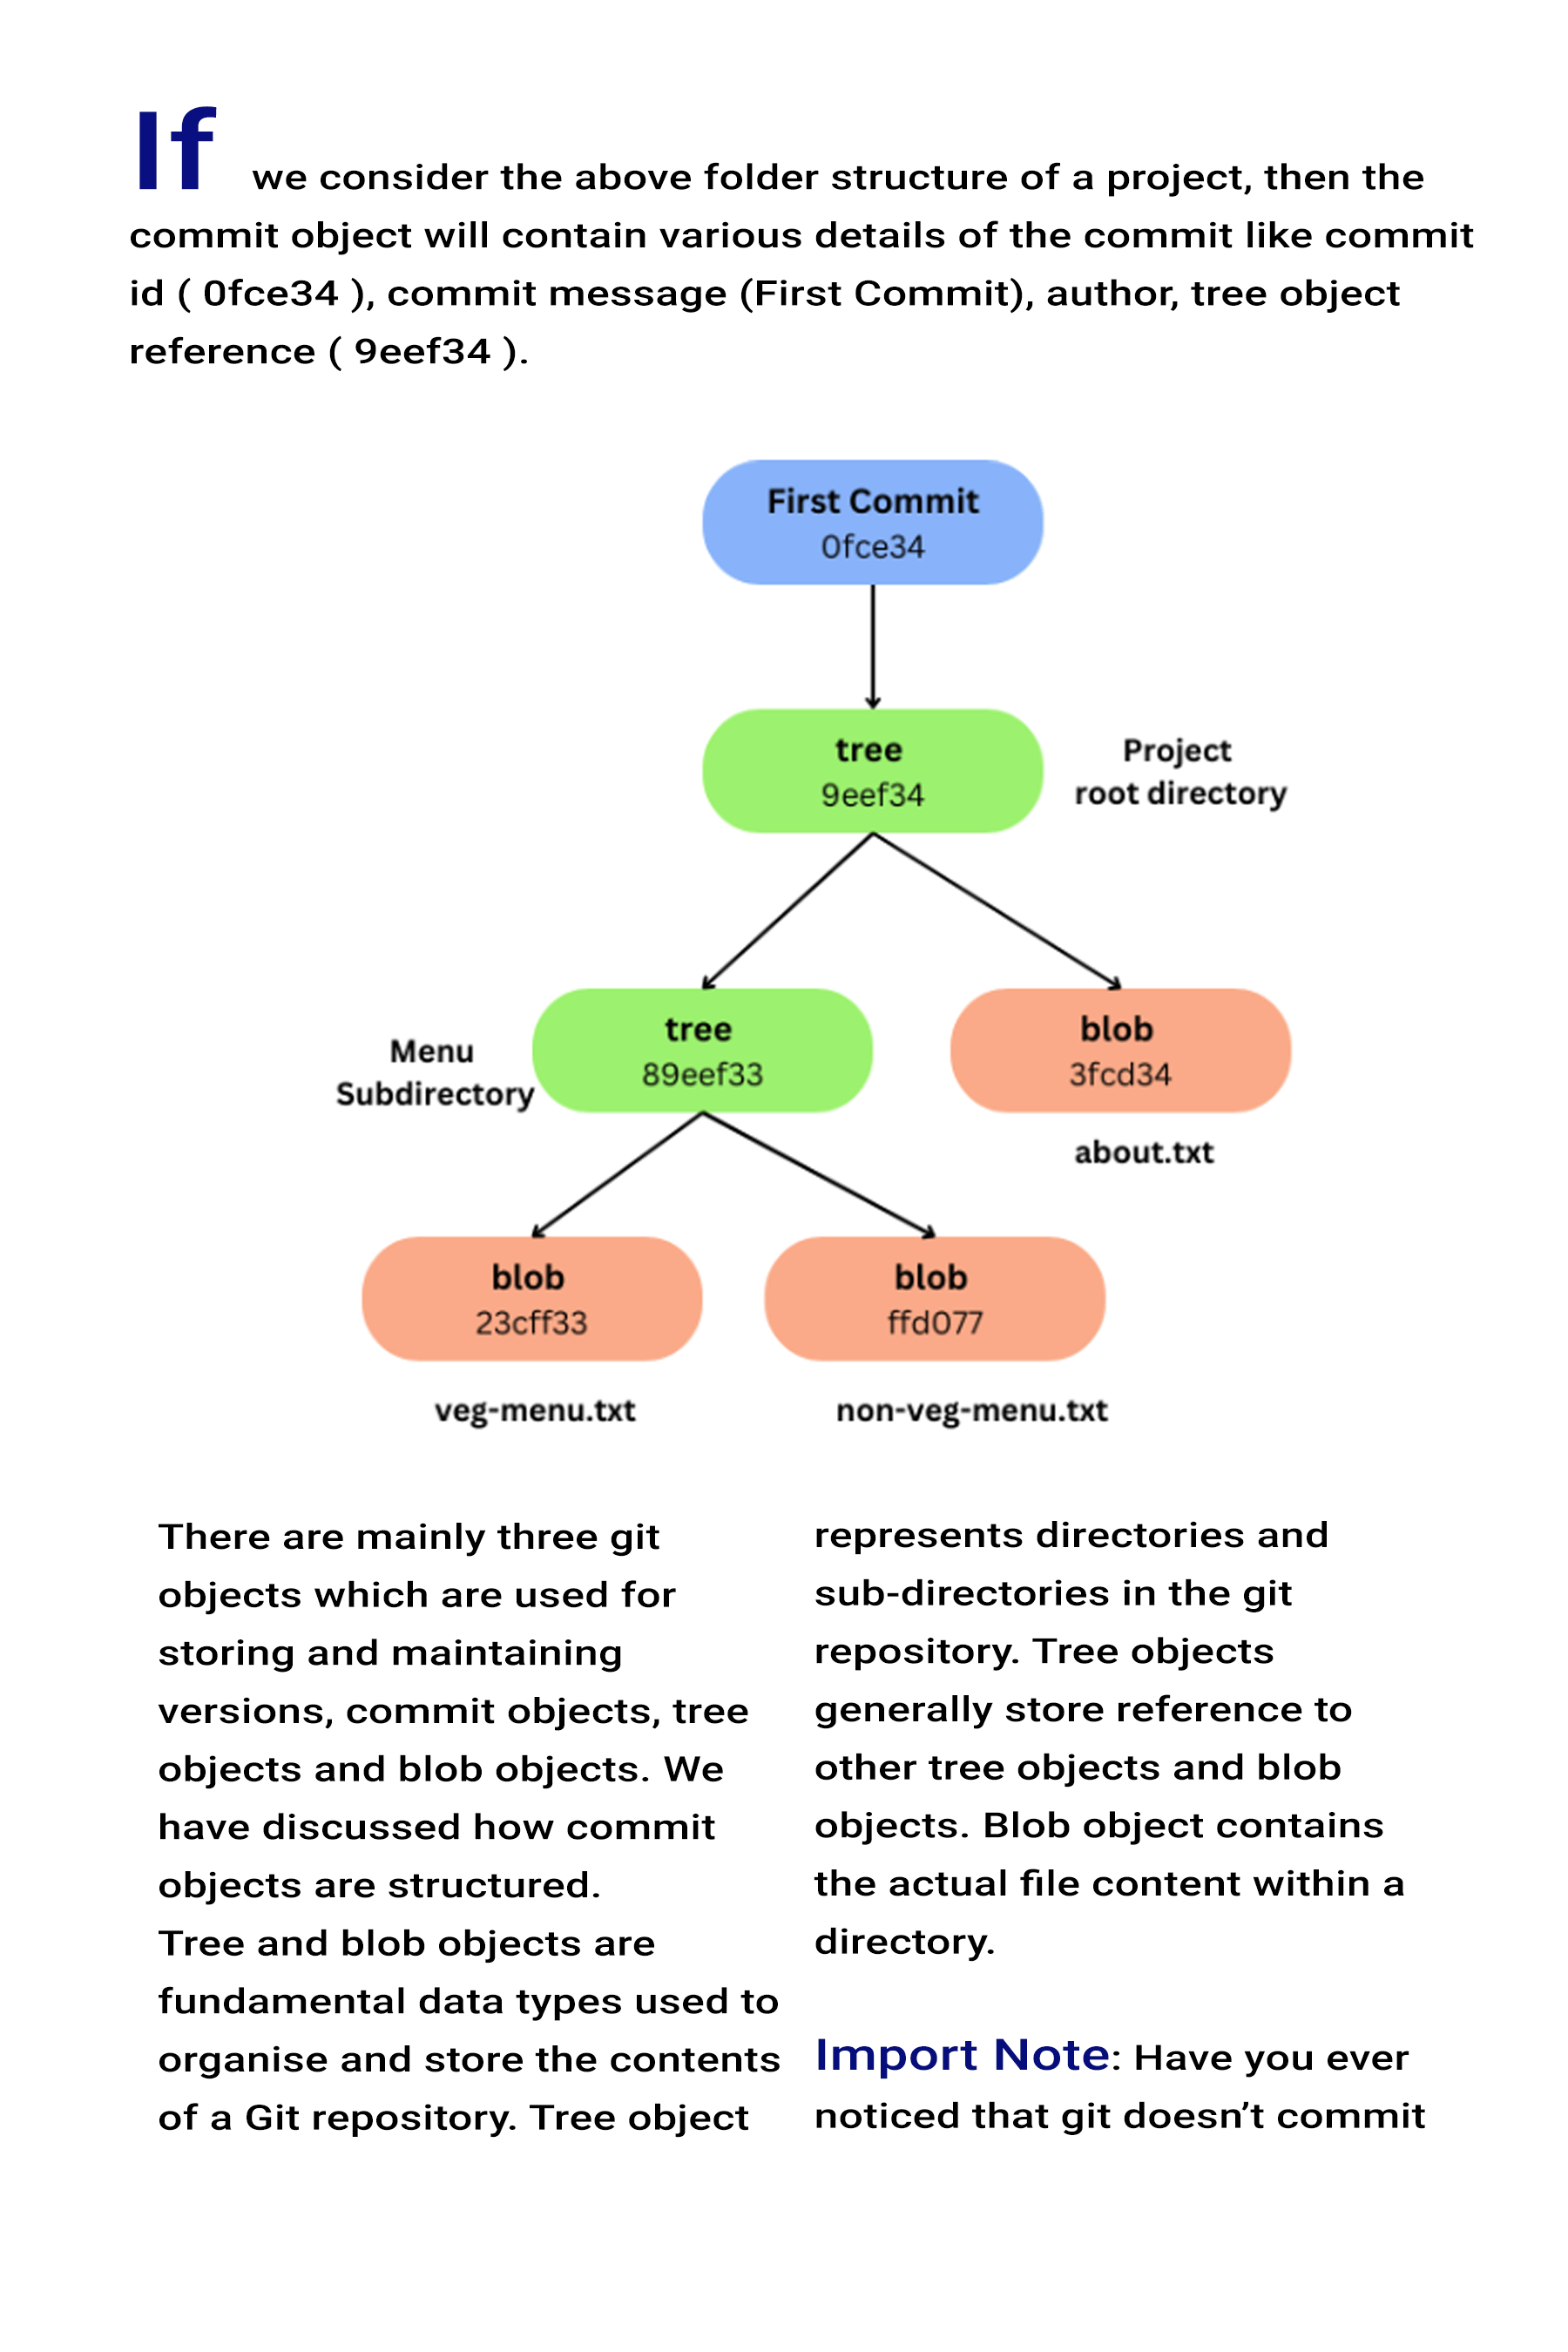 If we consider the above folder structure of a project, then the
commit object will contain various details of the commit like commit
id ( 0fce34 ), commit message (First Commit), author, tree object
reference ( 9eef34 ).
First Commit
0fce34
tree
9eef34
Project
root directory
Menu
Subdirectory
tree
89eef33
blob
3fcd34
about.txt
blob
23cff33
blob
ffd077
veg-menu.txt
non-veg-menu.txt
There are mainly three git
objects which are used for
storing and maintaining
versions, commit objects, tree
objects and blob objects. We
have discussed how commit
objects are structured.
Tree and blob objects are
fundamental data types used to
organise and store the contents
of a Git repository. Tree object
represents directories and
sub-directories in the git
repository. Tree objects
generally store reference to
other tree objects and blob
objects. Blob object contains
the actual file content within a
directory.
Import Note: Have you ever
noticed that git doesn’t commit